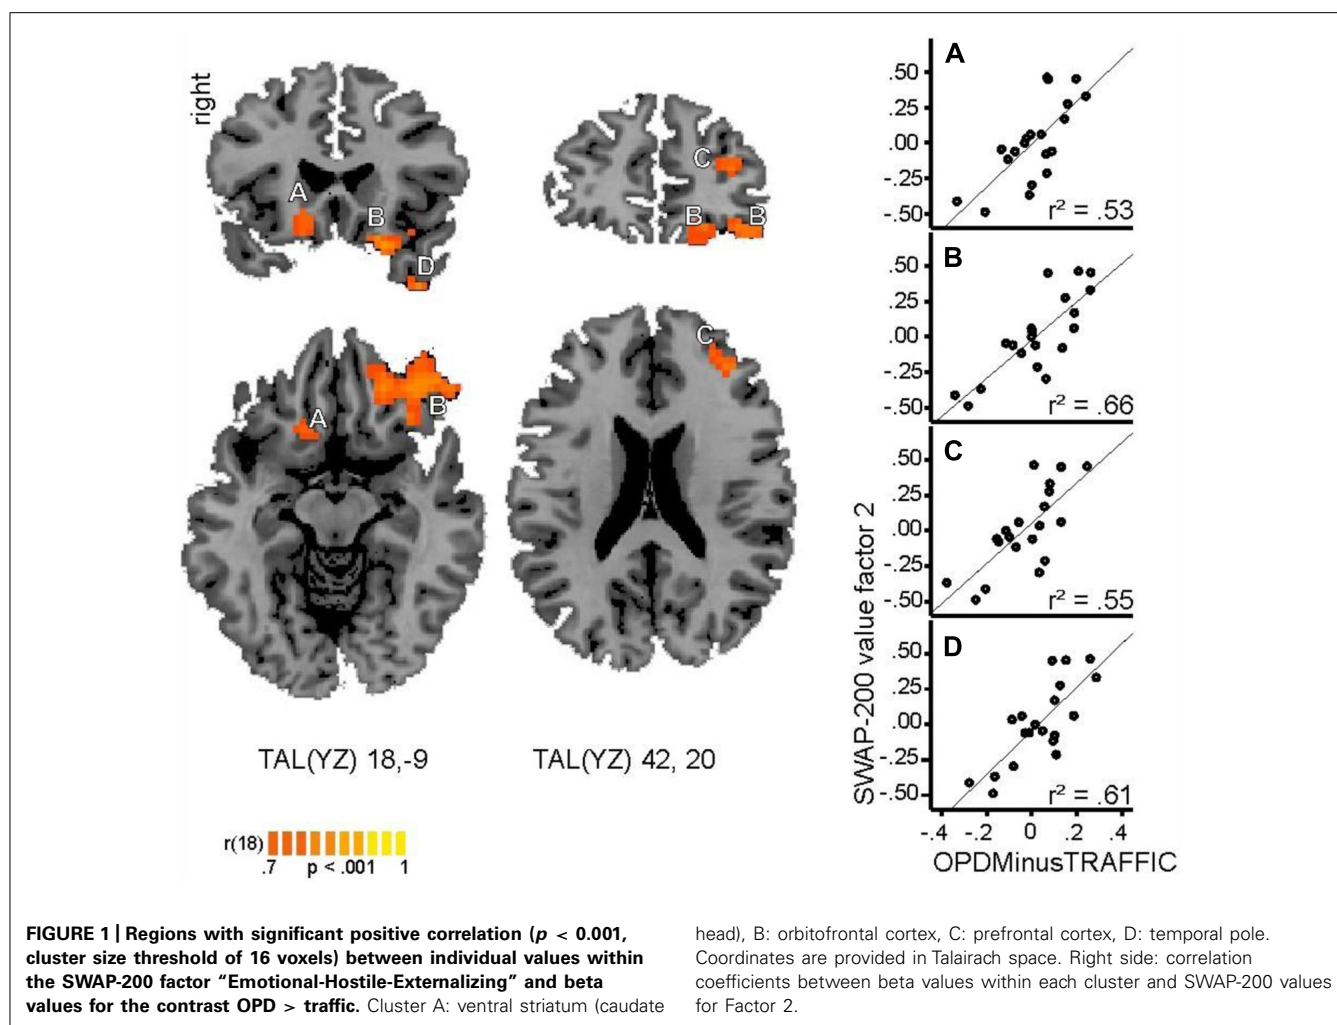 right
A
B
D
C
B
B
A
B
C
TAL(YZ) 18,-9
TAL(YZ) 42, 20
r(18)
.7 p < .001 1
SWAP-200 value factor 2
A
.50
.25
.00
-.25
-.50
r² = .53
B
.50
.25
.00
-.25
-.50
r² = .66
C
.50
.25
.00
-.25
-.50
r² = .55
D
.50
.25
.00
-.25
-.50
r² = .61
-.4 -.2 0 .2 .4
OPDMinusTRAFFIC
FIGURE 1 | Regions with significant positive correlation (p < 0.001,
cluster size threshold of 16 voxels) between individual values within
the SWAP-200 factor “Emotional-Hostile-Externalizing” and beta
values for the contrast OPD > traffic. Cluster A: ventral striatum (caudate
head), B: orbitofrontal cortex, C: prefrontal cortex, D: temporal pole.
Coordinates are provided in Talairach space. Right side: correlation
coefficients between beta values within each cluster and SWAP-200 values
for Factor 2.